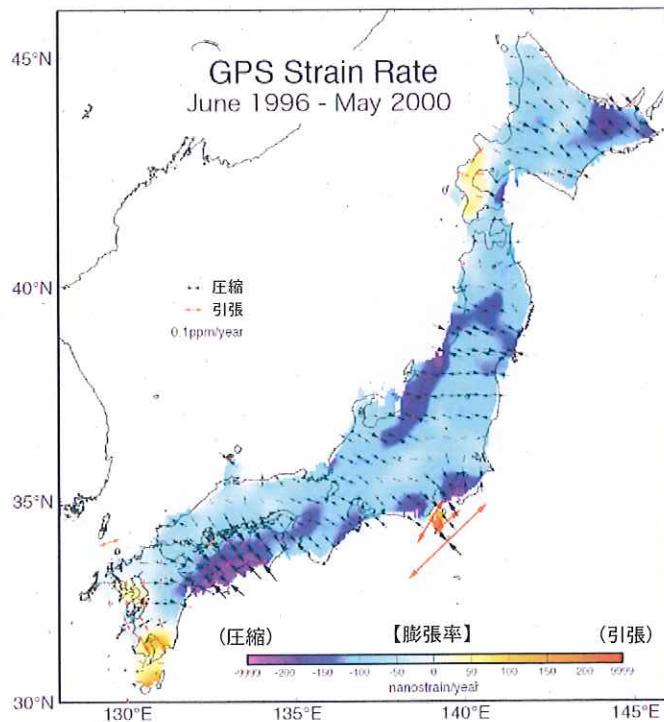 45°N
GPS Strain Rate
June 1996 - May 2000
40°N
圧縮
引張
0.1ppm/year
35°N
(圧縮) 【膨張率】 (引張)
-9999 -200 -150 -100 -50 0 50 100 150 200 9999
nanostrain/year
30°N
130°E 135°E 140°E 145°E